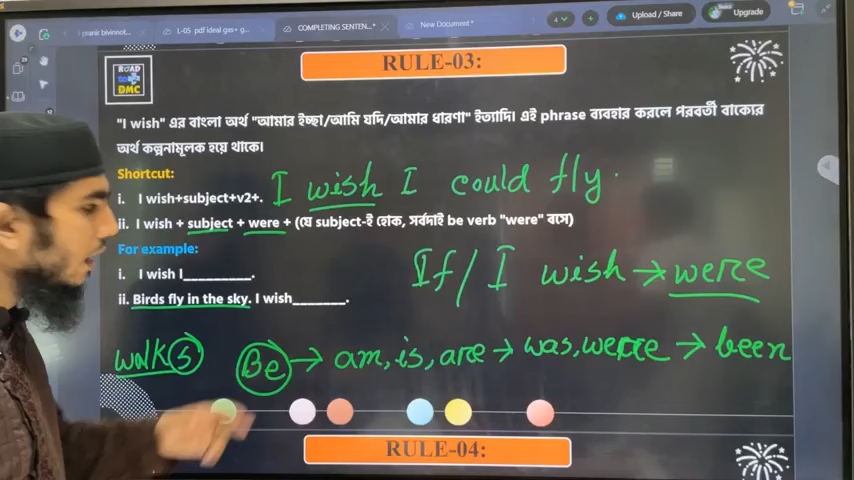 L-05 pdf ideal gas+ g...
COMPLETING SENTEN...*
New Document*
4
Upload / Share
Upgrade
RULE-03:
ROAD
to
DMC
"I wish" এর বাংলা অর্থ "আমার ইচ্ছা/আমি যদি/আমার ধারণা" ইত্যাদি। এই phrase ব্যবহার করলে পরবর্তী বাক্যের
অর্থ কল্পনামূলক হয়ে থাকে।
Shortcut:
i. I wish+subject+v2+. I wish I could fly.
ii. I wish + subject + were + (যে subject-ই হোক, সর্বদাই be verb "were" বসে)
For example:
If / I wish → were
i. I wish I_________.
ii. Birds fly in the sky. I wish_______.
walk (s) Be → am, is, are → was, were → been
RULE-04: